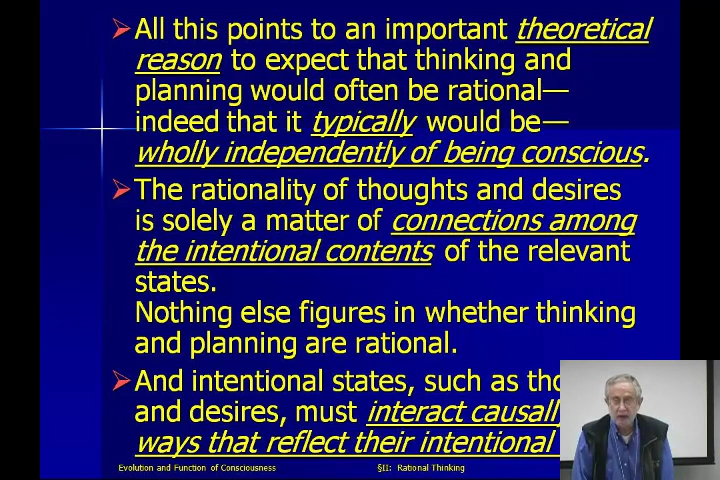 ➢All this points to an important theoretical
reason to expect that thinking and
planning would often be rational—
indeed that it typically would be—
wholly independently of being conscious.
➢The rationality of thoughts and desires
is solely a matter of connections among
the intentional contents of the relevant
states.
Nothing else figures in whether thinking
and planning are rational.
➢And intentional states, such as
and desires, must interact
ways that reflect their intentional
Evolution and Function of Consciousness §II: Rational Thinking